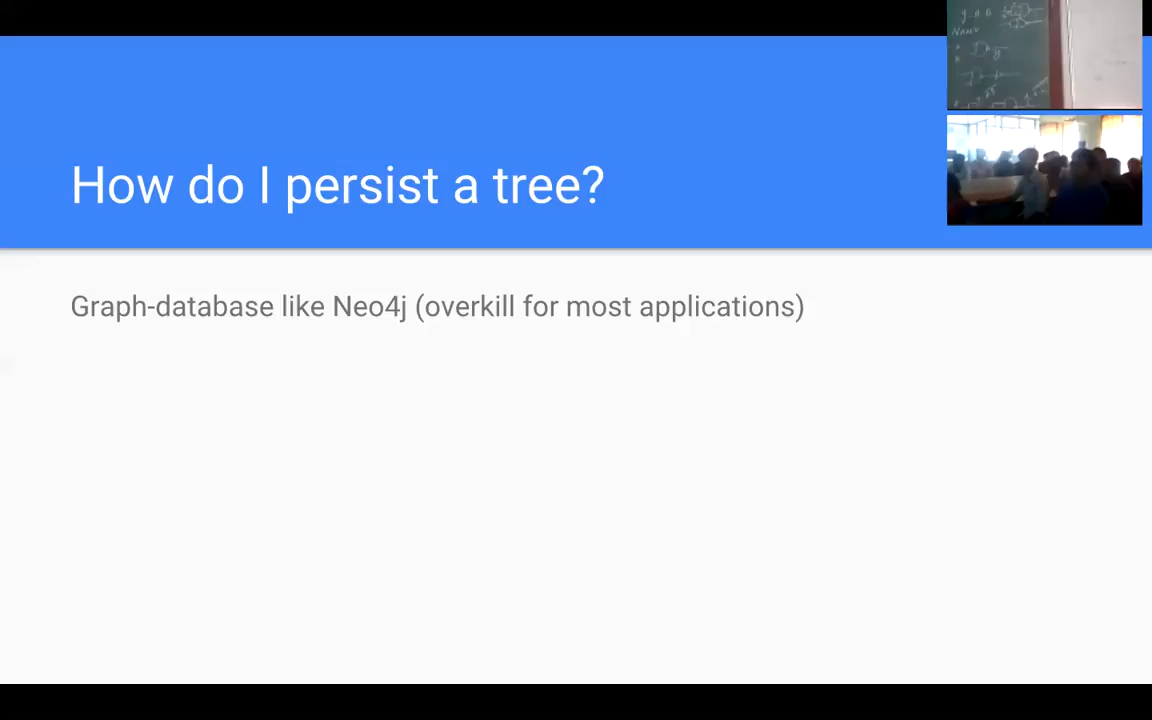 How do I persist a tree?
Graph-database like Neo4j (overkill for most applications)